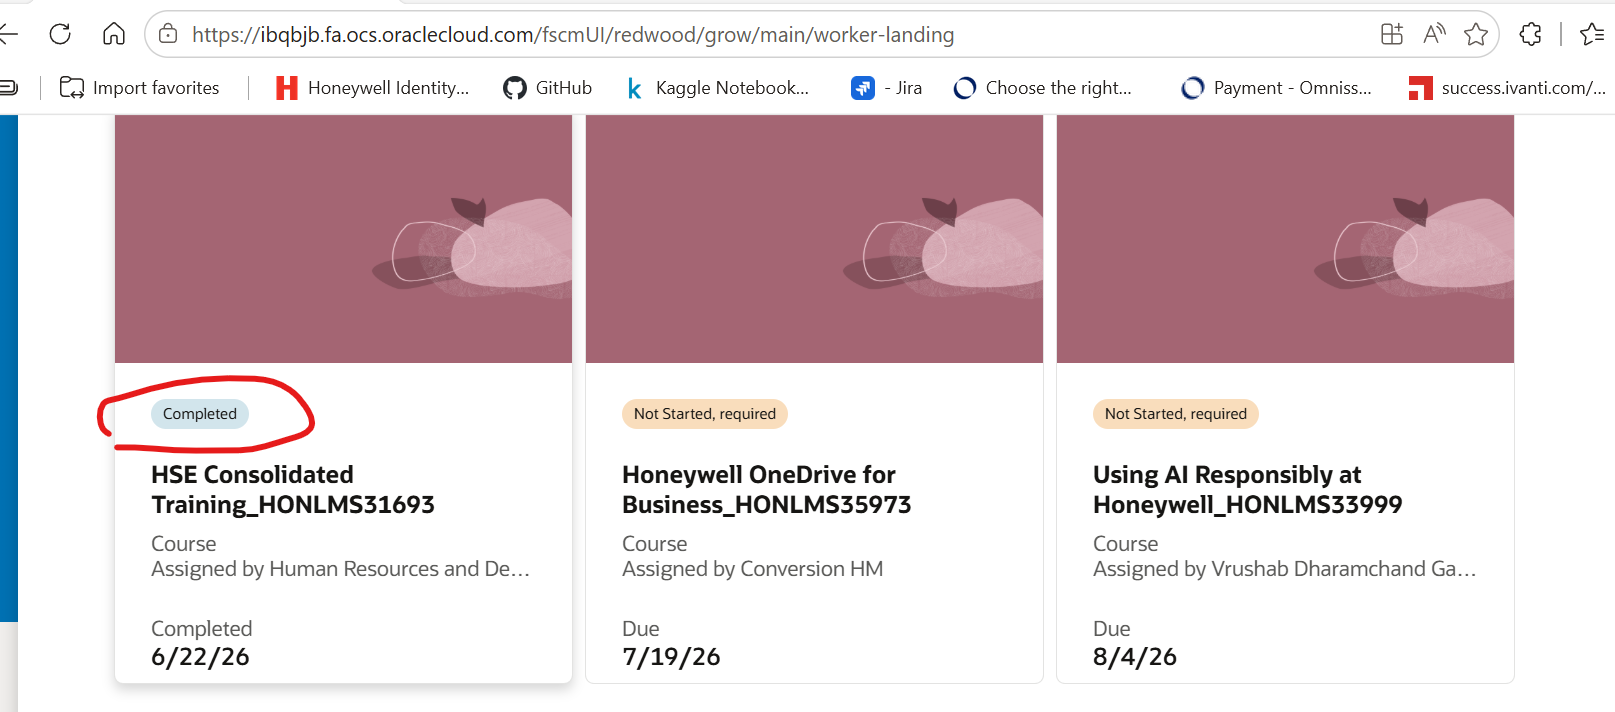 https://ibqbjb.fa.ocs.oraclecloud.com/fscmUI/redwood/grow/main/worker-landing
Import favorites
Honeywell Identity...
GitHub
Kaggle Notebook...
- Jira
Choose the right...
Payment - Omniss...
success.ivanti.com/...
Completed
HSE Consolidated
Training_HONLMS31693
Course
Assigned by Human Resources and De...
Completed
6/22/26
Not Started, required
Honeywell OneDrive for
Business_HONLMS35973
Course
Assigned by Conversion HM
Due
7/19/26
Not Started, required
Using AI Responsibly at
Honeywell_HONLMS33999
Course
Assigned by Vrushab Dharamchand Ga...
Due
8/4/26